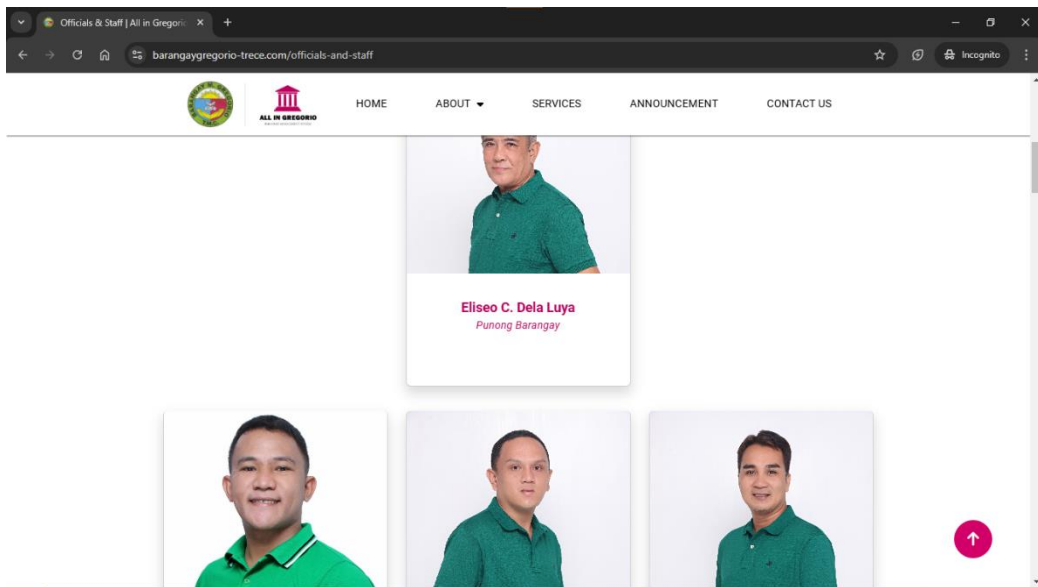 Officials & Staff | All in Gregorio
barangaygregorio-trece.com/officials-and-staff
Incognito
ALL IN GREGORIO
HOME
ABOUT
SERVICES
ANNOUNCEMENT
CONTACT US
Eliseo C. Dela Luya
Punong Barangay